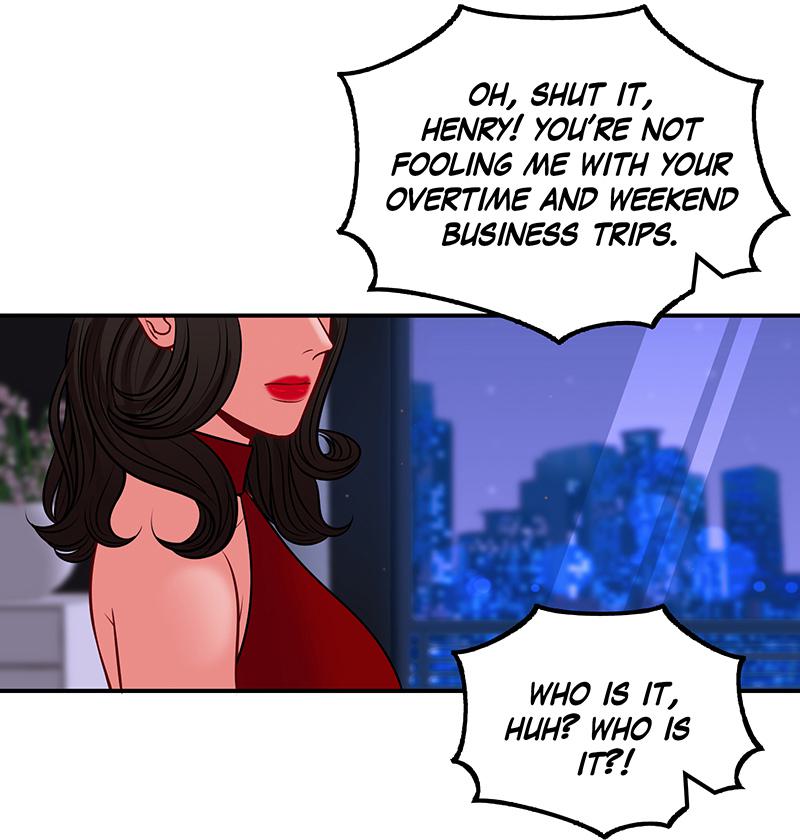 OH, SHUT IT,
HENRY! YOU'RE NOT
FOOLING ME WITH YOUR
OVERTIME AND WEEKEND
BUSINESS TRIPS.
WHO IS IT,
HUH? WHO IS
IT?!